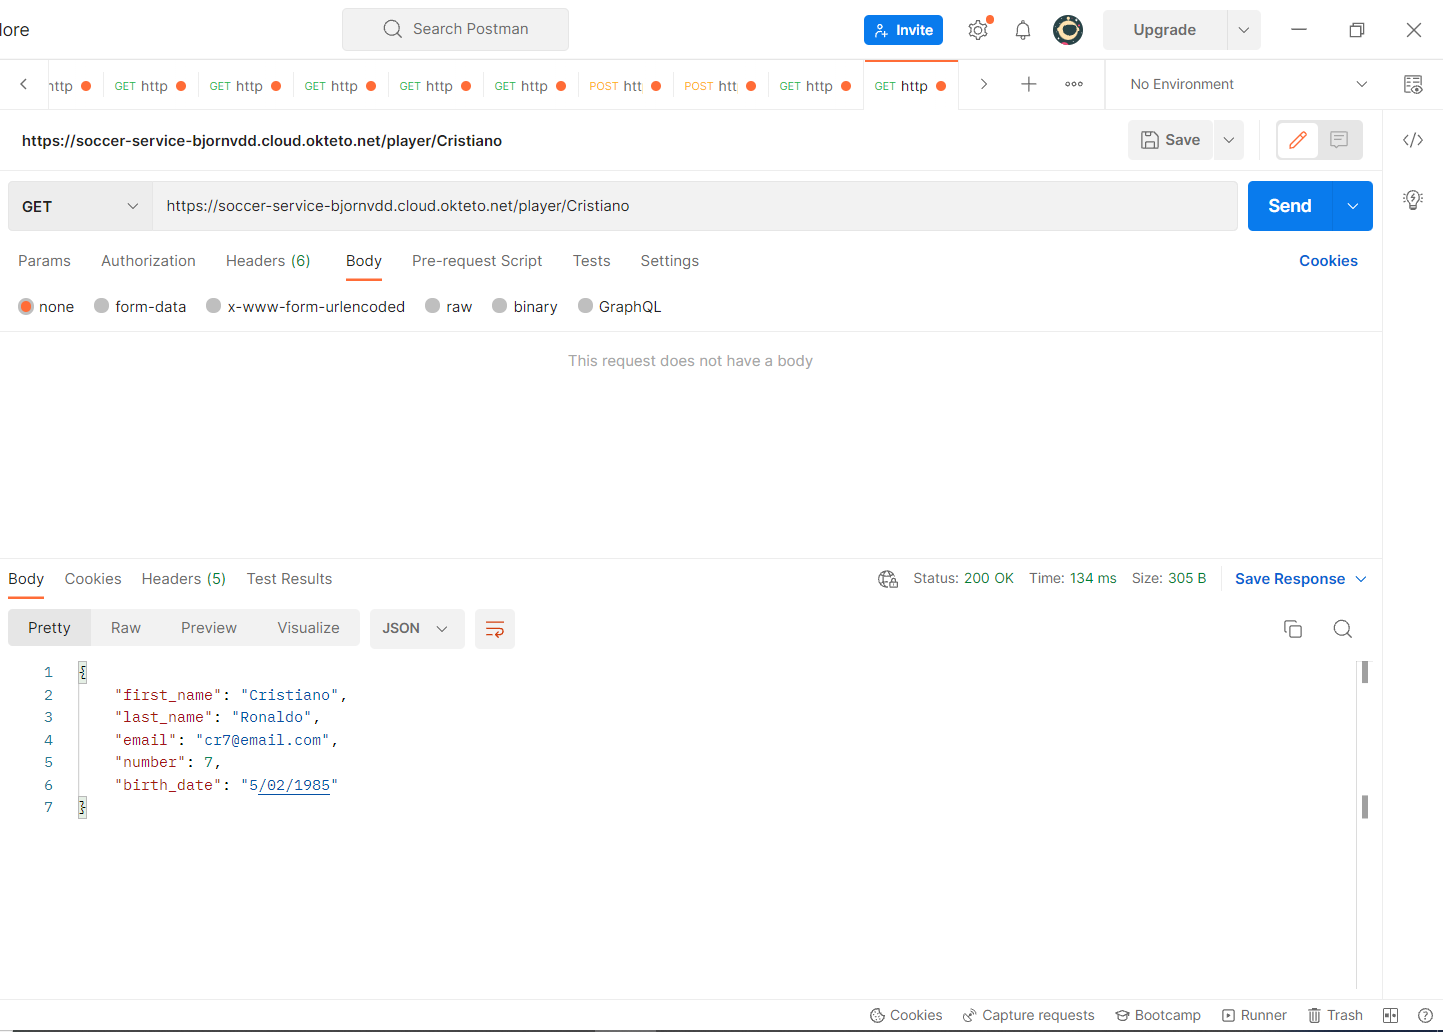 lore
Search Postman
Invite
Upgrade
http
GET http
GET http
GET http
GET http
GET http
POST htt
POST htt
GET http
GET http
No Environment
https://soccer-service-bjornvdd.cloud.okteto.net/player/Cristiano
Save
GET
https://soccer-service-bjornvdd.cloud.okteto.net/player/Cristiano
Send
Params Authorization Headers (6) Body Pre-request Script Tests Settings
Cookies
none form-data x-www-form-urlencoded raw binary GraphQL
This request does not have a body
Body Cookies Headers (5) Test Results
Status: 200 OK Time: 134 ms Size: 305 B Save Response
Pretty Raw Preview Visualize JSON
1 {
2 "first_name": "Cristiano",
3 "last_name": "Ronaldo",
4 "email": "cr7@email.com",
5 "number": 7,
6 "birth_date": "5/02/1985"
7 }
Cookies Capture requests Bootcamp Runner Trash